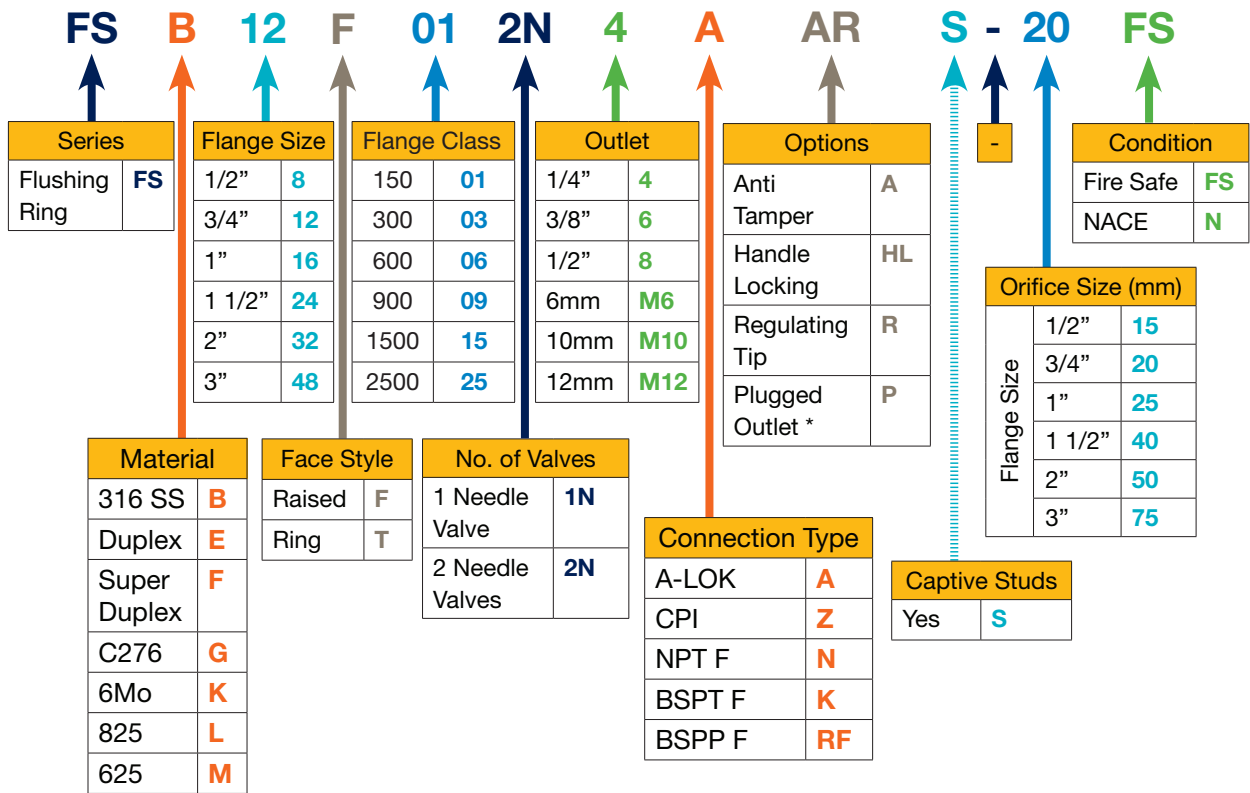 FS B 12 F 01 2N 4 A AR S - 20 FS
Series
Flushing Ring FS
Flange Size
1/2” 8
3/4” 12
1” 16
1 1/2” 24
2” 32
3” 48
Flange Class
150 01
300 03
600 06
900 09
1500 15
2500 25
Outlet
1/4” 4
3/8” 6
1/2” 8
6mm M6
10mm M10
12mm M12
Options
Anti Tamper A
Handle Locking HL
Regulating Tip R
Plugged Outlet * P
-
Condition
Fire Safe FS
NACE N
Orifice Size (mm)
Flange Size
1/2” 15
3/4” 20
1” 25
1 1/2” 40
2” 50
3” 75
Material
316 SS B
Duplex E
Super Duplex F
C276 G
6Mo K
825 L
625 M
Face Style
Raised F
Ring T
No. of Valves
1 Needle Valve 1N
2 Needle Valves 2N
Connection Type
A-LOK A
CPI Z
NPT F N
BSPT F K
BSPP F RF
Captive Studs
Yes S